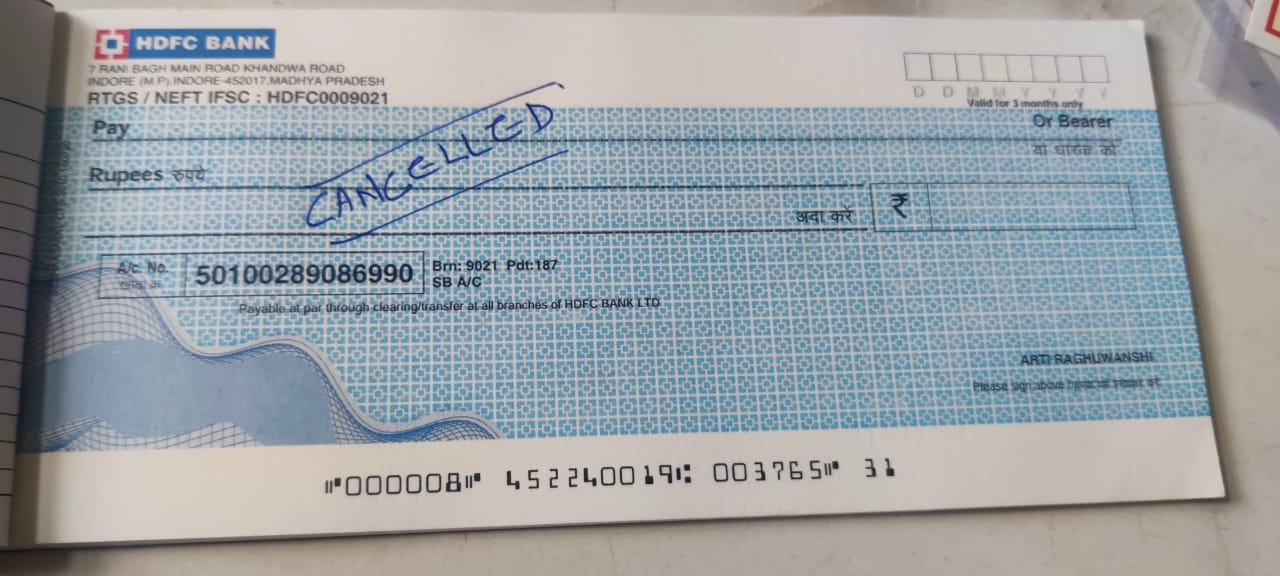 HDFC BANK
7 RANI BAGH MAIN ROAD KHANDWA ROAD
INDORE (M.P),INDORE-452017,MADHYA PRADESH
RTGS / NEFT IFSC : HDFC0009021
D D M M Y Y Y Y
Valid for 3 months only
CANCELLED
Pay
Or Bearer
या धारक को
Rupees रुपये
अदा करें
₹
A/c. No.
खाता क्र.
50100289086990
Brn: 9021 Pdt:187
SB A/C
Payable at par through clearing/transfer at all branches of HDFC BANK LTD
ARTI RAGHUWANSHI
Please sign above
⑈000008⑈ 452240019⑆ 003765⑈ 31